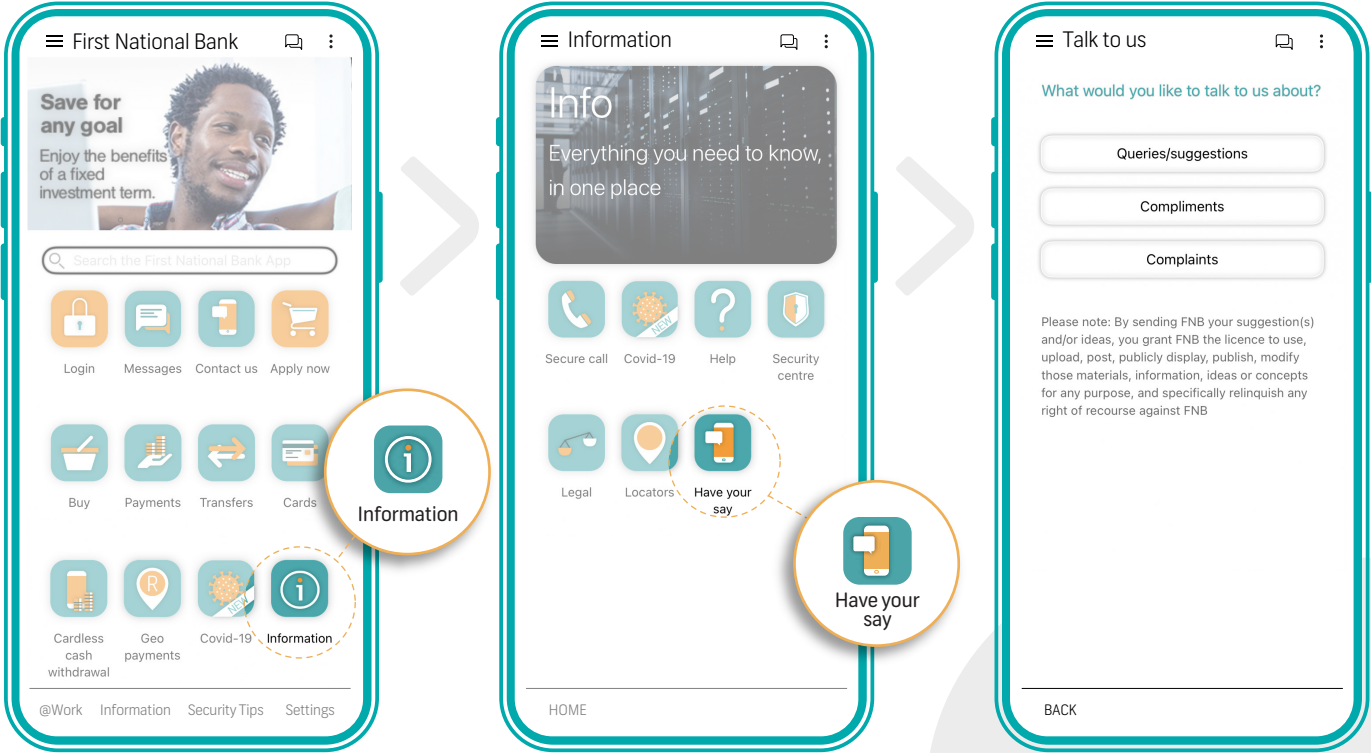 First National Bank
Save for
any goal
Enjoy the benefits
of a fixed
investment term.
Search the First National Bank App
Login Messages Contact us Apply now
Buy Payments Transfers Cards
Information
R
NEW
Cardless
cash
withdrawal
Geo
payments
Covid-19
Information
@Work Information Security Tips Settings
Information
Info
Everything you need to know,
in one place
NEW
Secure call Covid-19 Help Security
centre
Legal Locators Have your
say
Have your
say
HOME
Talk to us
What would you like to talk to us about?
Queries/suggestions
Compliments
Complaints
Please note: By sending FNB your suggestion(s)
and/or ideas, you grant FNB the licence to use,
upload, post, publicly display, publish, modify
those materials, information, ideas or concepts
for any purpose, and specifically relinquish any
right of recourse against FNB
BACK